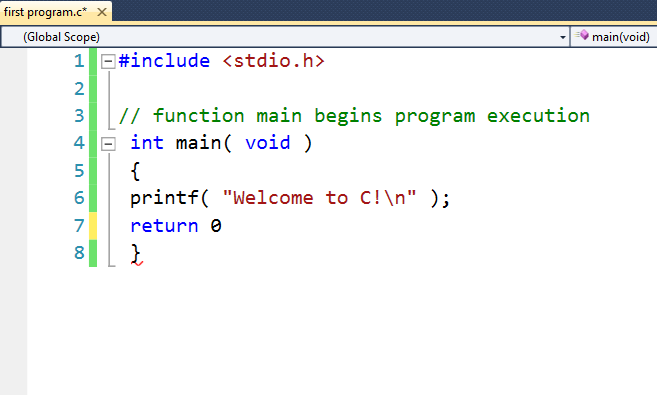 first program.c*
(Global Scope) main(void)
1 #include <stdio.h>
2
3 // function main begins program execution
4 int main( void )
5 {
6 printf( "Welcome to C!\n" );
7 return 0
8 }